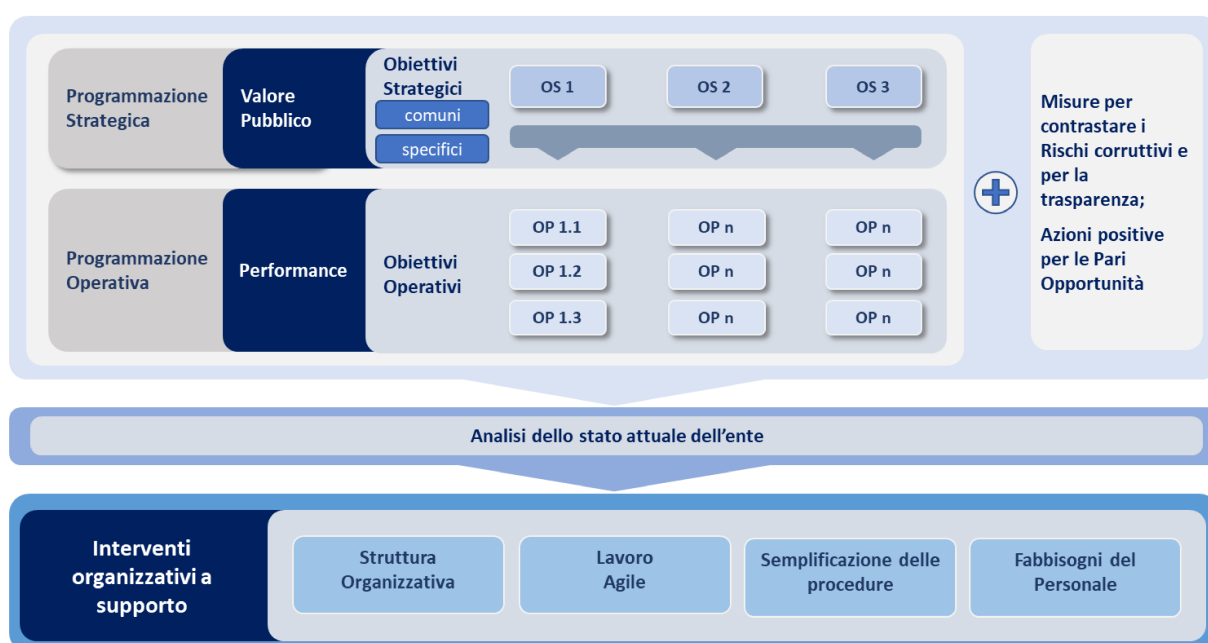 Programmazione
Strategica
Valore
Pubblico
Obiettivi
Strategici
comuni
specifici
OS 1
OS 2
OS 3
Programmazione
Operativa
Performance
Obiettivi
Operativi
OP 1.1
OP n
OP n
OP 1.2
OP n
OP n
OP 1.3
OP n
OP n
Misure per
contrastare i
Rischi corruttivi e
per la
trasparenza;
Azioni positive
per le Pari
Opportunità
Analisi dello stato attuale dell’ente
Interventi
organizzativi a
supporto
Struttura
Organizzativa
Lavoro
Agile
Semplificazione delle
procedure
Fabbisogni del
Personale